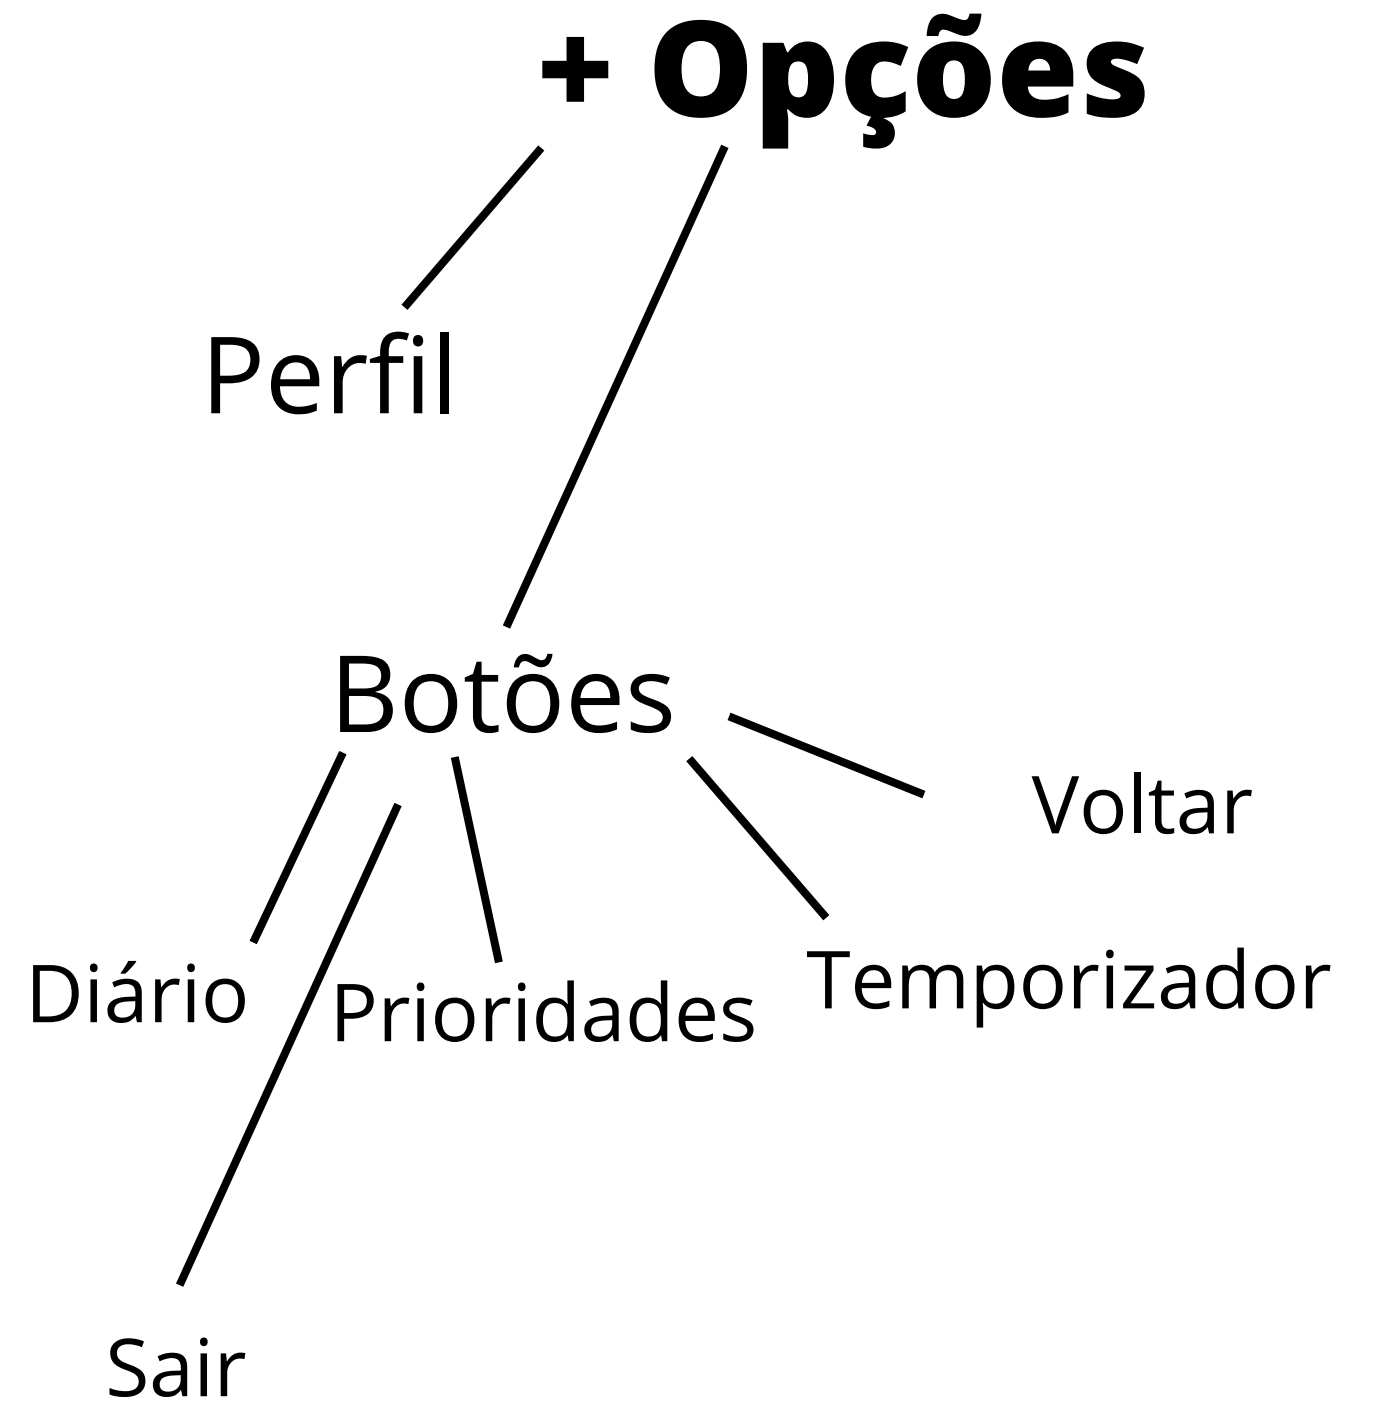 + Opções
Perfil
Botões
Voltar
Diário
Prioridades
Temporizador
Sair